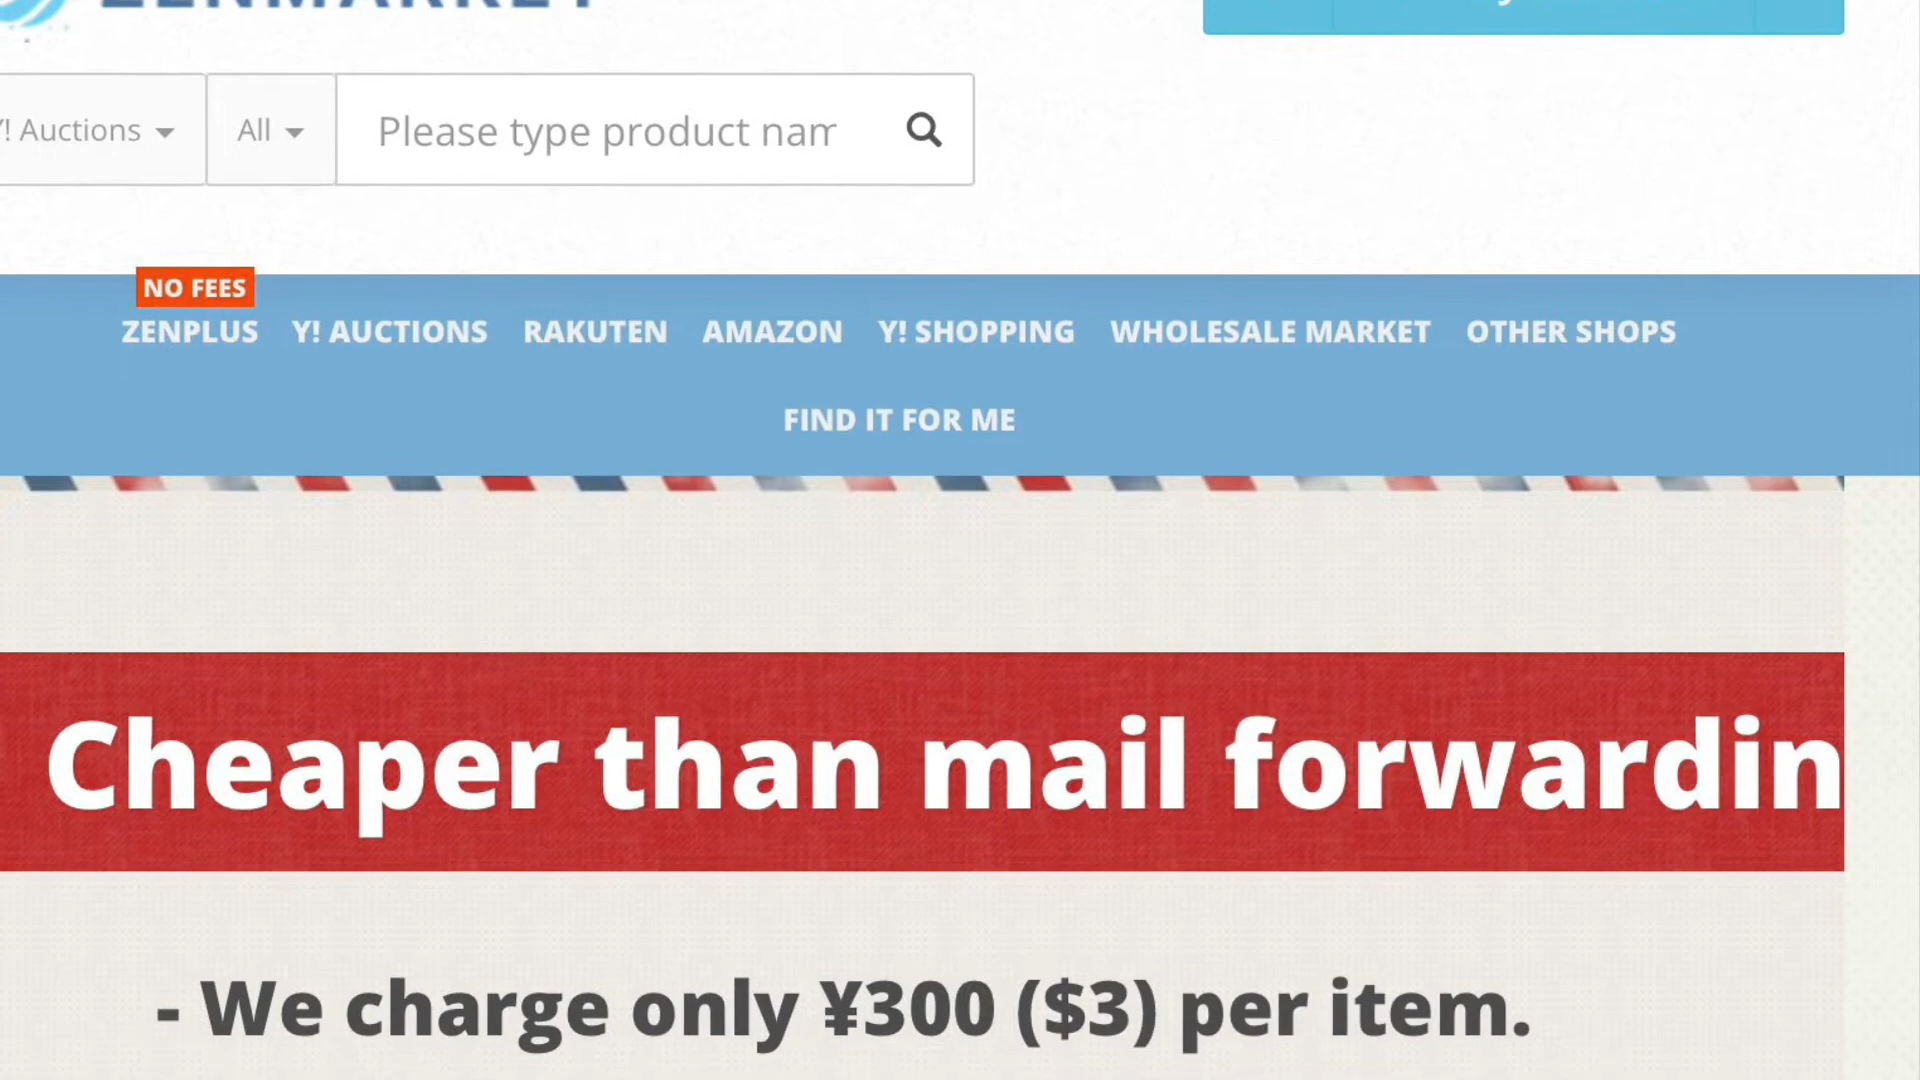 ZENMARKET
Y! Auctions All Please type product nam
NO FEES
ZENPLUS Y! AUCTIONS RAKUTEN AMAZON Y! SHOPPING WHOLESALE MARKET OTHER SHOPS
FIND IT FOR ME
Cheaper than mail forwardin
- We charge only ¥300 ($3) per item.